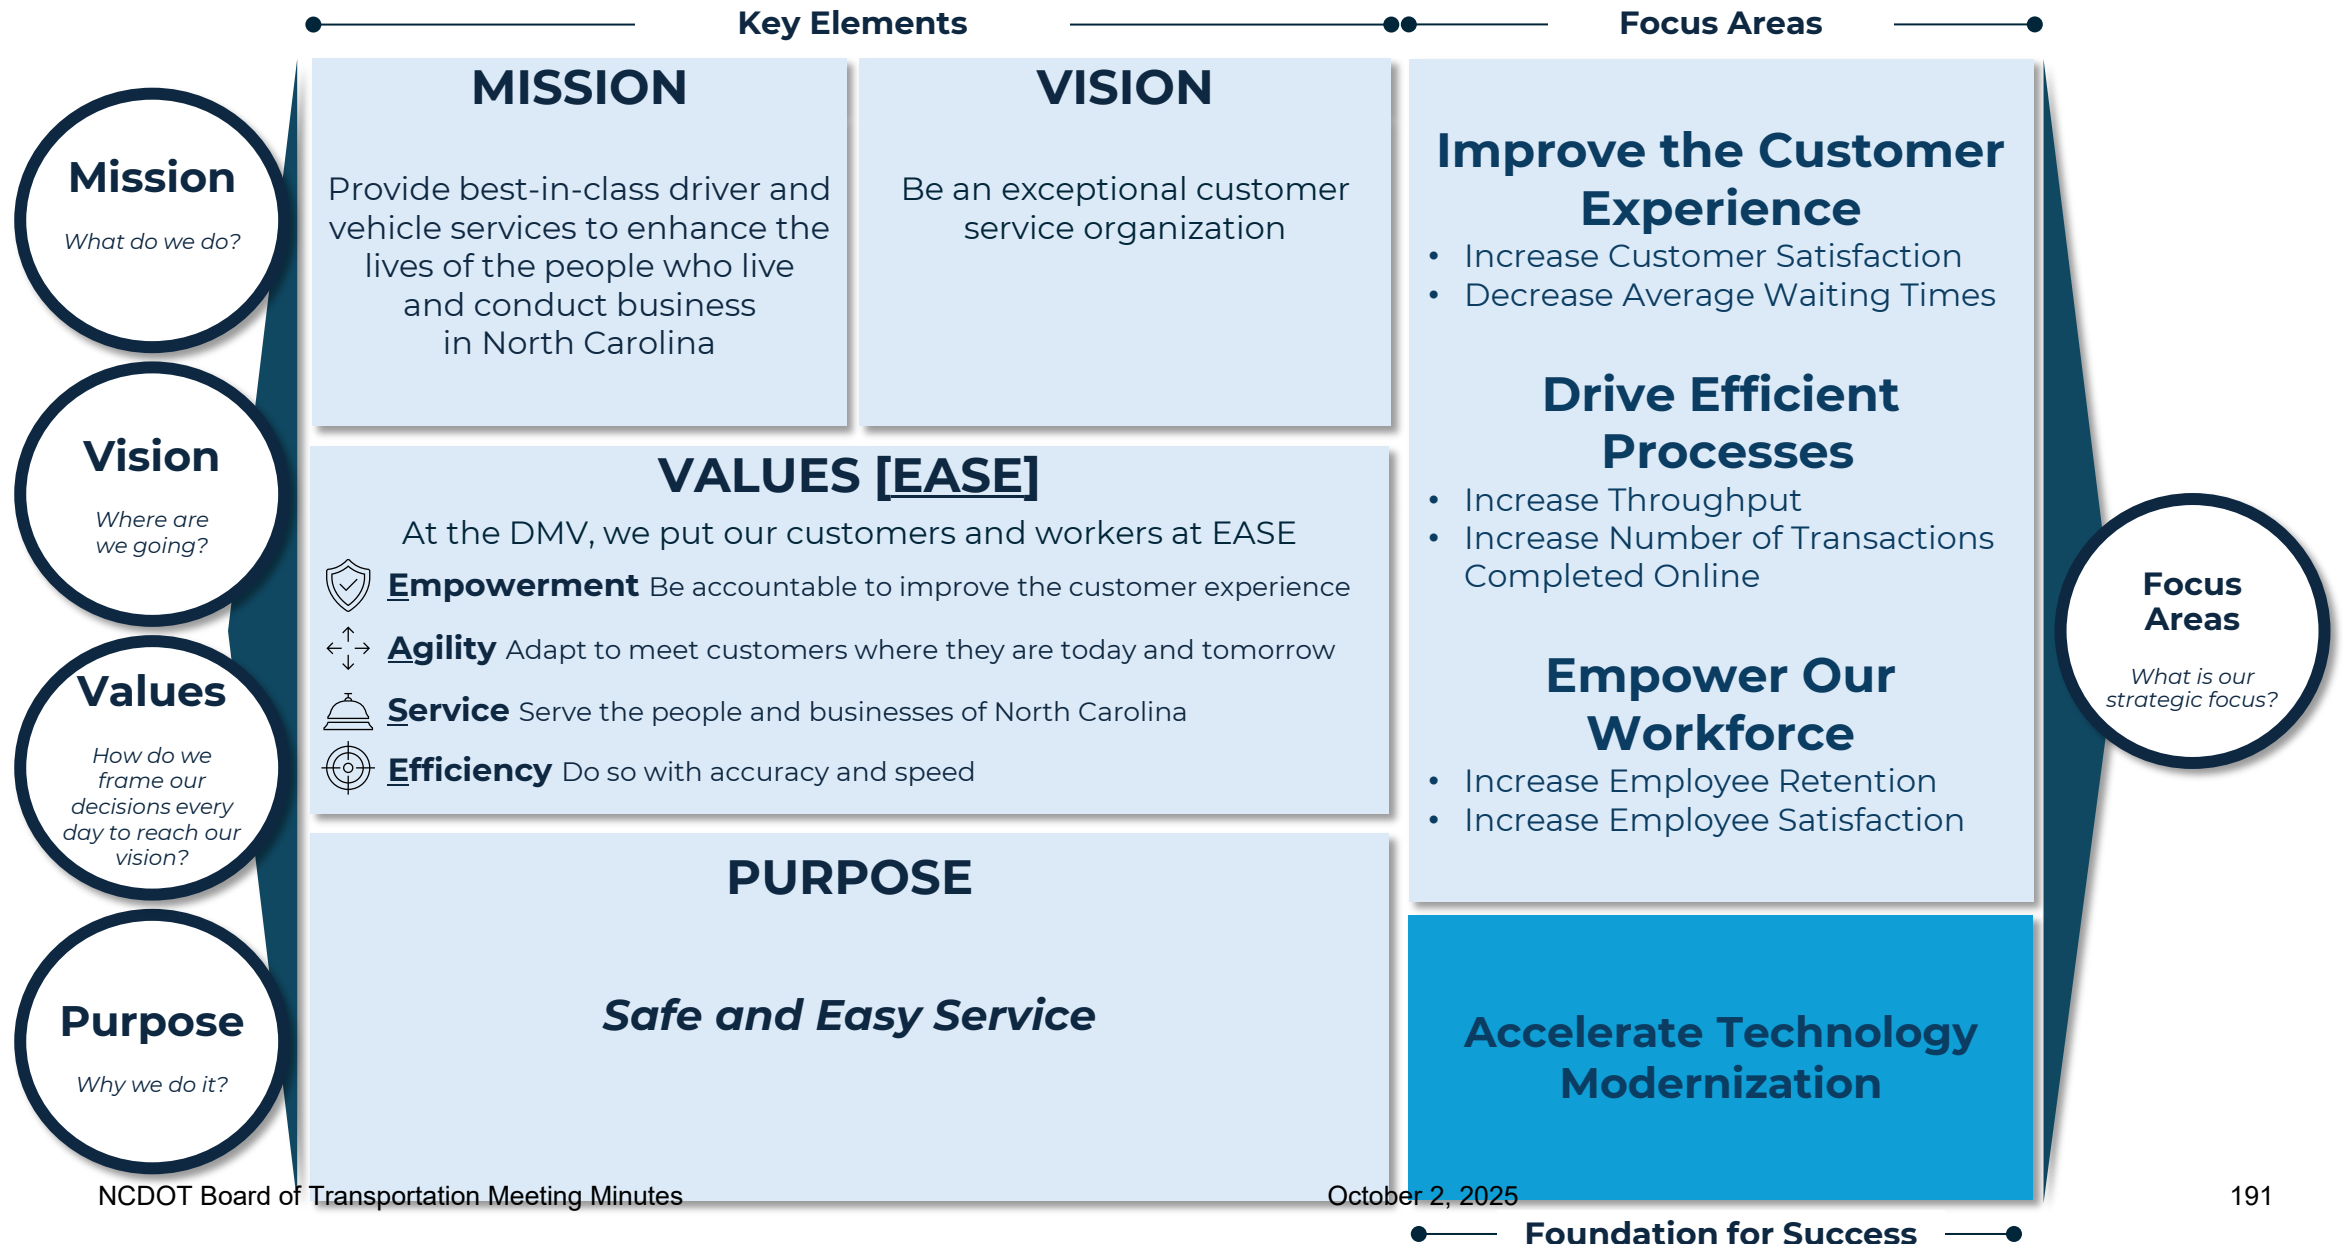 Key Elements
Focus Areas
Mission
What do we do?
Vision
Where are
we going?
Values
How do we
frame our
decisions every
day to reach our
vision?
Purpose
Why we do it?
MISSION
Provide best-in-class driver and
vehicle services to enhance the
lives of the people who live
and conduct business
in North Carolina
VISION
Be an exceptional customer
service organization
VALUES [EASE]
At the DMV, we put our customers and workers at EASE
Empowerment Be accountable to improve the customer experience
Agility Adapt to meet customers where they are today and tomorrow
Service Serve the people and businesses of North Carolina
Efficiency Do so with accuracy and speed
PURPOSE
Safe and Easy Service
Improve the Customer
Experience
• Increase Customer Satisfaction
• Decrease Average Waiting Times
Drive Efficient
Processes
• Increase Throughput
• Increase Number of Transactions
Completed Online
Empower Our
Workforce
• Increase Employee Retention
• Increase Employee Satisfaction
Accelerate Technology
Modernization
Focus
Areas
What is our
strategic focus?
NCDOT Board of Transportation Meeting Minutes
October 2, 2025
191
Foundation for Success